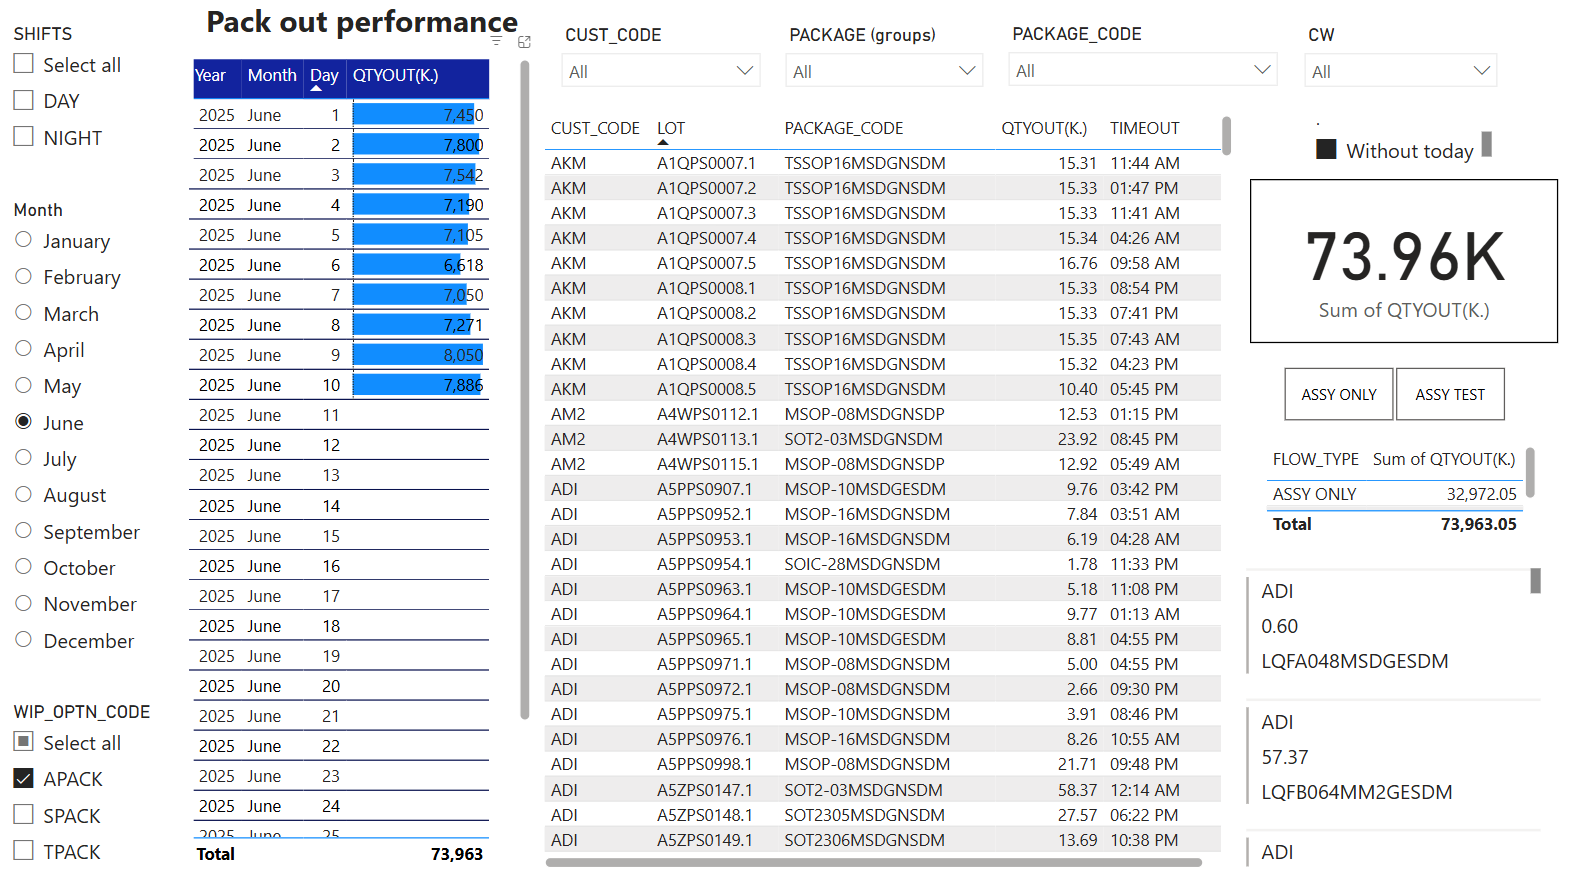 Pack out performance
SHIFTS
Select all
DAY
NIGHT
Month
January
February
March
April
May
June
July
August
September
October
November
December
WIP_OPTN_CODE
Select all
APACK
SPACK
TPACK
Year Month Day QTYOUT(K.)
2025 June 1 7,450
2025 June 2 7,800
2025 June 3 7,542
2025 June 4 7,190
2025 June 5 7,105
2025 June 6 6,618
2025 June 7 7,050
2025 June 8 7,271
2025 June 9 8,050
2025 June 10 7,886
2025 June 11
2025 June 12
2025 June 13
2025 June 14
2025 June 15
2025 June 16
2025 June 17
2025 June 18
2025 June 19
2025 June 20
2025 June 21
2025 June 22
2025 June 23
2025 June 24
2025 June 25
Total 73,963
CUST_CODE
All
PACKAGE (groups)
All
PACKAGE_CODE
All
CW
All
CUST_CODE LOT PACKAGE_CODE QTYOUT(K.) TIMEOUT
AKM A1QPS0007.1 TSSOP16MSDGNSDM 15.31 11:44 AM
AKM A1QPS0007.2 TSSOP16MSDGNSDM 15.33 01:47 PM
AKM A1QPS0007.3 TSSOP16MSDGNSDM 15.33 11:41 AM
AKM A1QPS0007.4 TSSOP16MSDGNSDM 15.34 04:26 AM
AKM A1QPS0007.5 TSSOP16MSDGNSDM 16.76 09:58 AM
AKM A1QPS0008.1 TSSOP16MSDGNSDM 15.33 08:54 PM
AKM A1QPS0008.2 TSSOP16MSDGNSDM 15.33 07:41 PM
AKM A1QPS0008.3 TSSOP16MSDGNSDM 15.35 07:43 AM
AKM A1QPS0008.4 TSSOP16MSDGNSDM 15.32 04:23 PM
AKM A1QPS0008.5 TSSOP16MSDGNSDM 10.40 05:45 PM
AM2 A4WPS0112.1 MSOP-08MSDGNSDP 12.53 01:15 PM
AM2 A4WPS0113.1 SOT2-03MSDGNSDM 23.92 08:45 PM
AM2 A4WPS0115.1 MSOP-08MSDGNSDP 12.92 05:49 AM
ADI A5PPS0907.1 MSOP-10MSDGESDM 9.76 03:42 PM
ADI A5PPS0952.1 MSOP-16MSDGNSDM 7.84 03:51 AM
ADI A5PPS0953.1 MSOP-16MSDGNSDM 6.19 04:28 AM
ADI A5PPS0954.1 SOIC-28MSDGNSDM 1.78 11:33 PM
ADI A5PPS0963.1 MSOP-10MSDGESDM 5.18 11:08 PM
ADI A5PPS0964.1 MSOP-10MSDGESDM 9.77 01:13 AM
ADI A5PPS0965.1 MSOP-10MSDGESDM 8.81 04:55 PM
ADI A5PPS0971.1 MSOP-08MSDGNSDM 5.00 04:55 PM
ADI A5PPS0972.1 MSOP-08MSDGNSDM 2.66 09:30 PM
ADI A5PPS0975.1 MSOP-10MSDGNSDM 3.91 08:46 PM
ADI A5PPS0976.1 MSOP-16MSDGNSDM 8.26 10:55 AM
ADI A5PPS0998.1 MSOP-08MSDGNSDM 21.71 09:48 PM
ADI A5ZPS0147.1 SOT2-03MSDGNSDM 58.37 12:14 AM
ADI A5ZPS0148.1 SOT2305MSDGNSDM 27.57 06:22 PM
ADI A5ZPS0149.1 SOT2306MSDGNSDM 13.69 10:38 PM
.
Without today
73.96K
Sum of QTYOUT(K.)
ASSY ONLY ASSY TEST
FLOW_TYPE Sum of QTYOUT(K.)
ASSY ONLY 32,972.05
Total 73,963.05
ADI
0.60
LQFA048MSDGESDM
ADI
57.37
LQFB064MM2GESDM
ADI